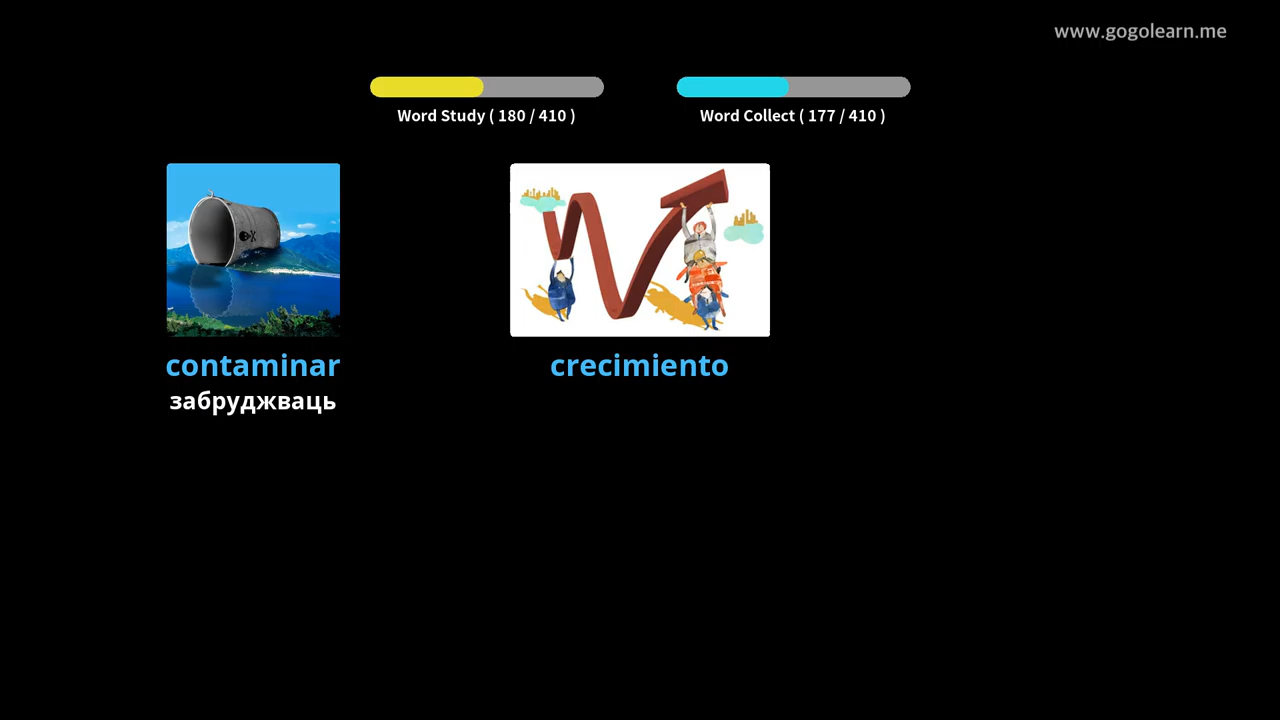 www.gogolearn.me
Word Study ( 180 / 410 )
Word Collect ( 177 / 410 )
contaminar
забруджваць
crecimiento